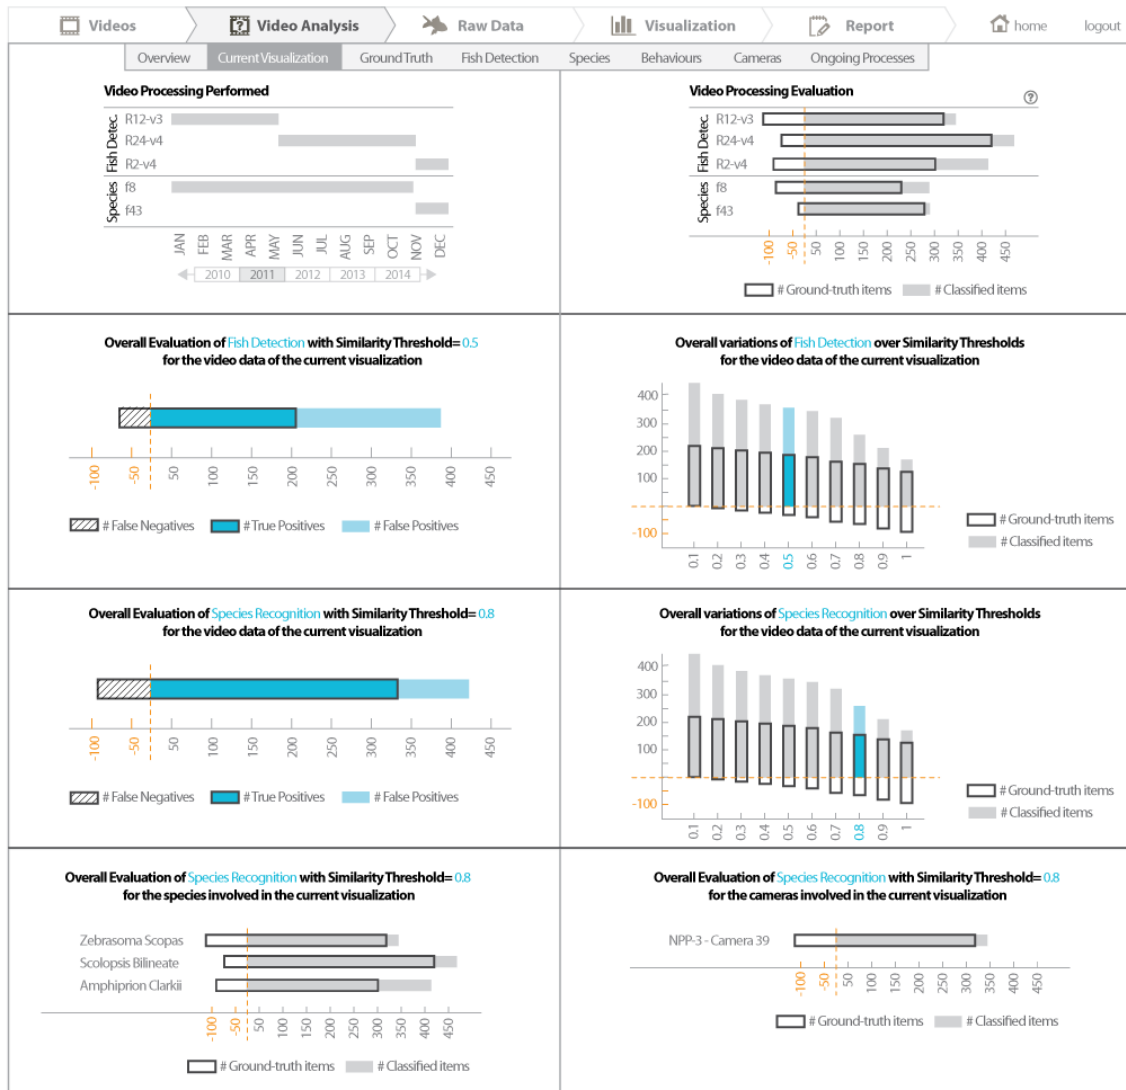 Videos
Video Analysis
Raw Data
Visualization
Report
home
logout
Overview
Current Visualization
Ground Truth
Fish Detection
Species
Behaviours
Cameras
Ongoing Processes
Video Processing Performed
Fish Detec.
R12-v3
R24-v4
R2-v4
Species
f8
f43
JAN FEB MAR APR MAY JUN JUL AUG SEP OCT NOV DEC
2010 2011 2012 2013 2014
Video Processing Evaluation
?
Fish Detec.
R12-v3
R24-v4
R2-v4
Species
f8
f43
-100 -50 50 100 150 200 250 300 350 400 450
# Ground-truth items # Classified items
Overall Evaluation of Fish Detection with Similarity Threshold= 0.5
for the video data of the current visualization
-100 -50 50 100 150 200 250 300 350 400 450
# False Negatives # True Positives # False Positives
Overall variations of Fish Detection over Similarity Thresholds
for the video data of the current visualization
400
300
200
100
-100
0.1 0.2 0.3 0.4 0.5 0.6 0.7 0.8 0.9 1
# Ground-truth items
# Classified items
Overall Evaluation of Species Recognition with Similarity Threshold= 0.8
for the video data of the current visualization
-100 -50 50 100 150 200 250 300 350 400 450
# False Negatives # True Positives # False Positives
Overall variations of Species Recognition over Similarity Thresholds
for the video data of the current visualization
400
300
200
100
-100
0.1 0.2 0.3 0.4 0.5 0.6 0.7 0.8 0.9 1
# Ground-truth items
# Classified items
Overall Evaluation of Species Recognition with Similarity Threshold= 0.8
for the species involved in the current visualization
Zebrasoma Scopas
Scolopsis Bilineate
Amphiprion Clarkii
-100 -50 50 100 150 200 250 300 350 400 450
# Ground-truth items # Classified items
Overall Evaluation of Species Recognition with Similarity Threshold= 0.8
for the cameras involved in the current visualization
NPP-3 - Camera 39
-100 -50 50 100 150 200 250 300 350 400 450
# Ground-truth items # Classified items